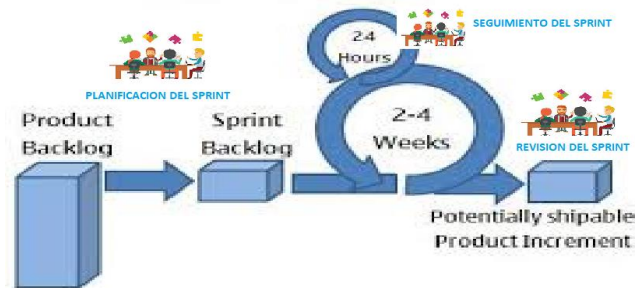 24
Hours
SEGUIMIENTO DEL SPRINT
PLANIFICACION DEL SPRINT
Product
Backlog
Sprint
Backlog
2-4
Weeks
REVISION DEL SPRINT
Potentially shipable
Product Increment